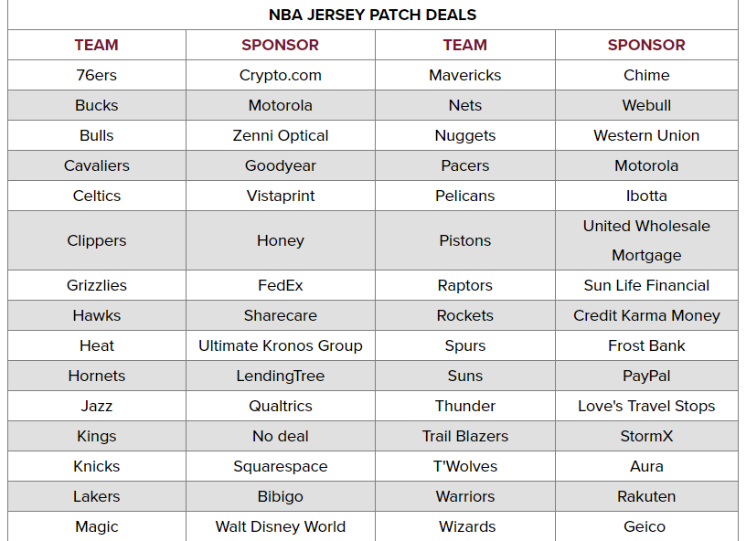 NBA JERSEY PATCH DEALS
TEAM SPONSOR TEAM SPONSOR
76ers Crypto.com Mavericks Chime
Bucks Motorola Nets Webull
Bulls Zenni Optical Nuggets Western Union
Cavaliers Goodyear Pacers Motorola
Celtics Vistaprint Pelicans Ibotta
Clippers Honey Pistons United Wholesale
Mortgage
Grizzlies FedEx Raptors Sun Life Financial
Hawks Sharecare Rockets Credit Karma Money
Heat Ultimate Kronos Group Spurs Frost Bank
Hornets LendingTree Suns PayPal
Jazz Qualtrics Thunder Love's Travel Stops
Kings No deal Trail Blazers StormX
Knicks Squarespace T'Wolves Aura
Lakers Bibigo Warriors Rakuten
Magic Walt Disney World Wizards Geico